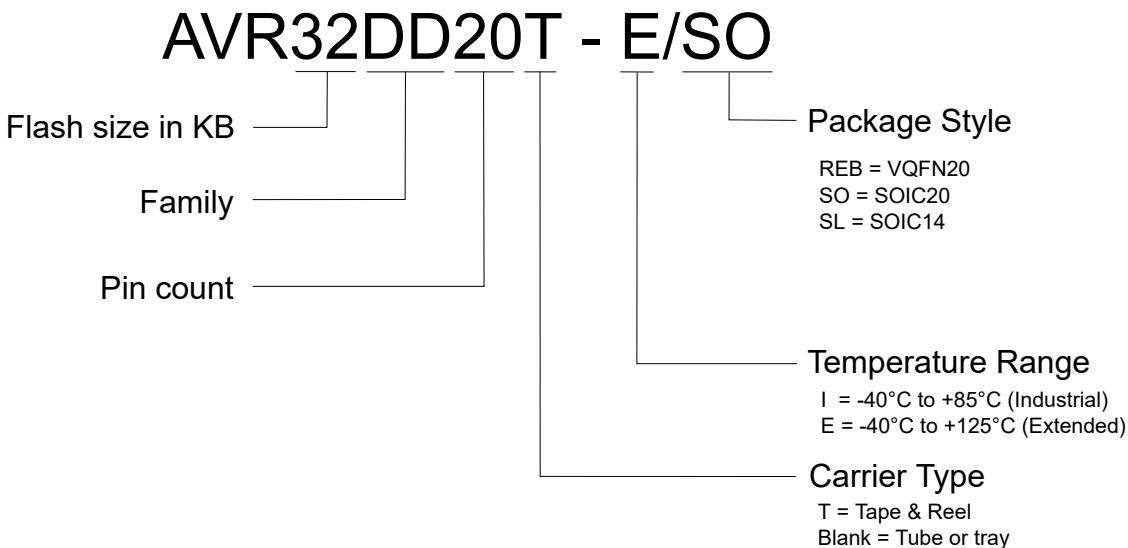 AVR32DD20T - E/SO
Flash size in KB
Family
Pin count
Package Style
REB = VQFN20
SO = SOIC20
SL = SOIC14
Temperature Range
I = -40°C to +85°C (Industrial)
E = -40°C to +125°C (Extended)
Carrier Type
T = Tape & Reel
Blank = Tube or tray